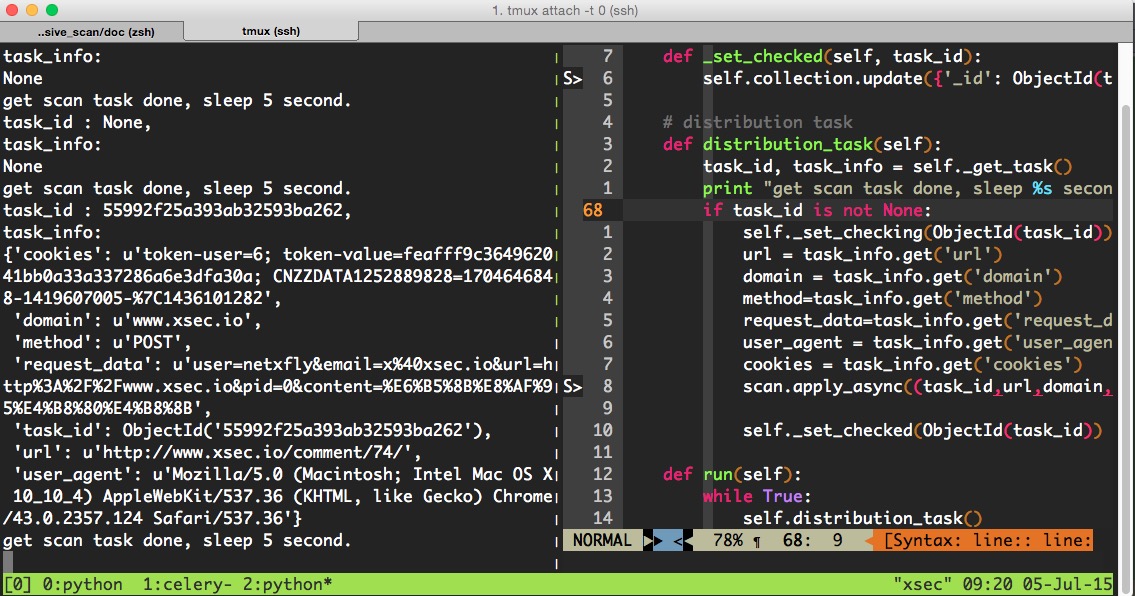 1. tmux attach -t 0 (ssh)
..sive_scan/doc (zsh)
tmux (ssh)
task_info:
None
get scan task done, sleep 5 second.
task_id : None,
task_info:
None
get scan task done, sleep 5 second.
task_id : 55992f25a393ab32593ba262,
task_info:
{'cookies': u'token-user=6; token-value=feafff9c3649620
41bb0a33a337286a6e3dfa30a; CNZZDATA1252889828=170464684
8-1419607005-%7C1436101282',
'domain': u'www.xsec.io',
'method': u'POST',
'request_data': u'user=netxfly&email=x%40xsec.io&url=h
ttp%3A%2F%2Fwww.xsec.io&pid=0&content=%E6%B5%8B%E8%AF%9
5%E4%B8%80%E4%B8%8B',
'task_id': ObjectId('55992f25a393ab32593ba262'),
'url': u'http://www.xsec.io/comment/74/',
'user_agent': u'Mozilla/5.0 (Macintosh; Intel Mac OS X
10_10_4) AppleWebKit/537.36 (KHTML, like Gecko) Chrome
/43.0.2357.124 Safari/537.36'}
get scan task done, sleep 5 second.
7 def _set_checked(self, task_id):
S> 6 self.collection.update({'_id': ObjectId(t
5
4 # distribution task
3 def distribution_task(self):
2 task_id, task_info = self._get_task()
1 print "get scan task done, sleep %s secon
68 if task_id is not None:
1 self._set_checking(ObjectId(task_id))
2 url = task_info.get('url')
3 domain = task_info.get('domain')
4 method=task_info.get('method')
5 request_data=task_info.get('request_d
6 user_agent = task_info.get('user_agen
7 cookies = task_info.get('cookies')
S> 8 scan.apply_async((task_id,url,domain,
9
10 self._set_checked(ObjectId(task_id))
11
12 def run(self):
13 while True:
14 self.distribution_task()
NORMAL < 78% ¶ 68: 9 [Syntax: line:: line:
[0] 0:python 1:celery- 2:python* "xsec" 09:20 05-Jul-15